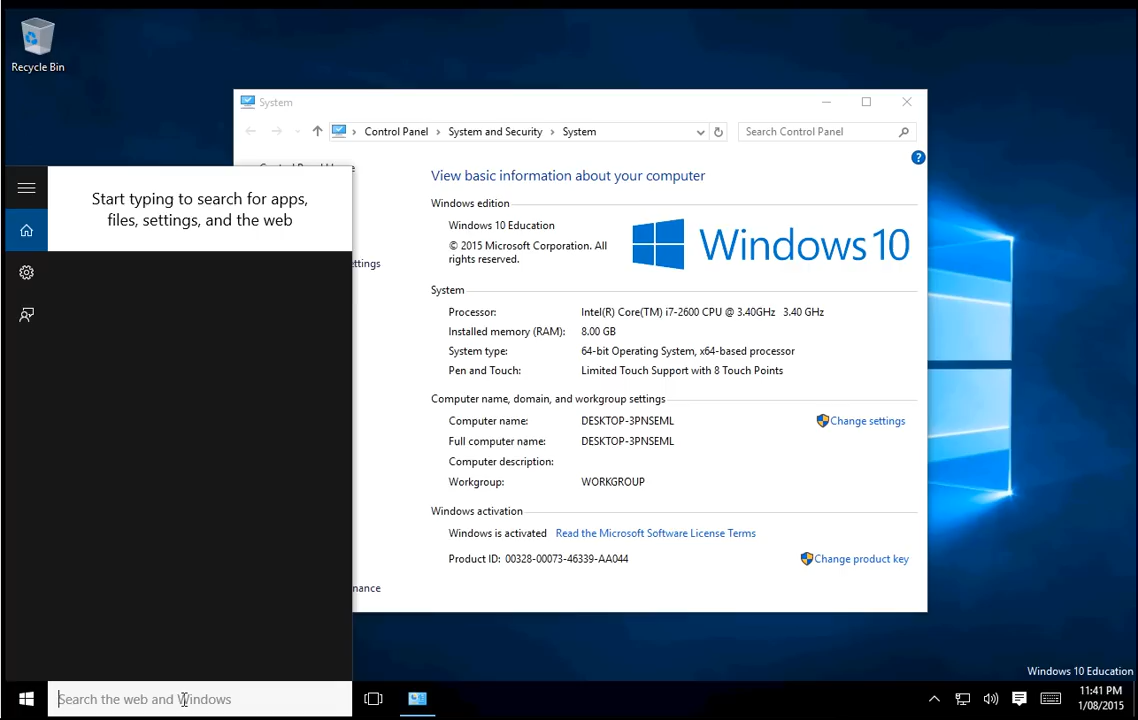 Recycle Bin
System
Control Panel › System and Security › System
Search Control Panel
Start typing to search for apps,
files, settings, and the web
ettings
nance
View basic information about your computer
Windows edition
Windows 10 Education
© 2015 Microsoft Corporation. All
rights reserved.
Windows 10
System
Processor: Intel(R) Core(TM) i7-2600 CPU @ 3.40GHz 3.40 GHz
Installed memory (RAM): 8.00 GB
System type: 64-bit Operating System, x64-based processor
Pen and Touch: Limited Touch Support with 8 Touch Points
Computer name, domain, and workgroup settings
Computer name: DESKTOP-3PNSEML
Change settings
Full computer name: DESKTOP-3PNSEML
Computer description:
Workgroup: WORKGROUP
Windows activation
Windows is activated Read the Microsoft Software License Terms
Product ID: 00328-00073-46339-AA044
Change product key
Windows 10 Education
Search the web and Windows
11:41 PM
1/08/2015